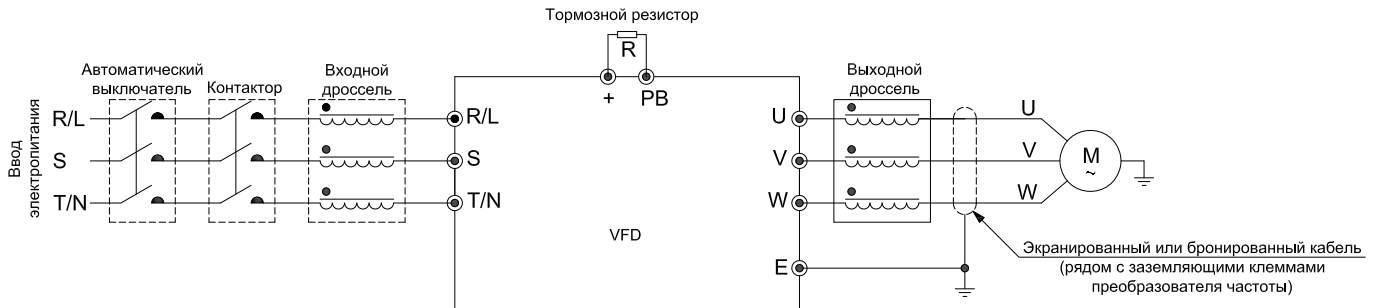 Тормозной резистор
R
+
PB
Автоматический
выключатель
Контактор
Входной
дроссель
Выходной
дроссель
Ввод
электропитания
R/L
S
T/N
R/L
S
T/N
VFD
U
V
W
E
U
V
W
M
~
Экранированный или бронированный кабель
(рядом с заземляющими клеммами
преобразователя частоты)